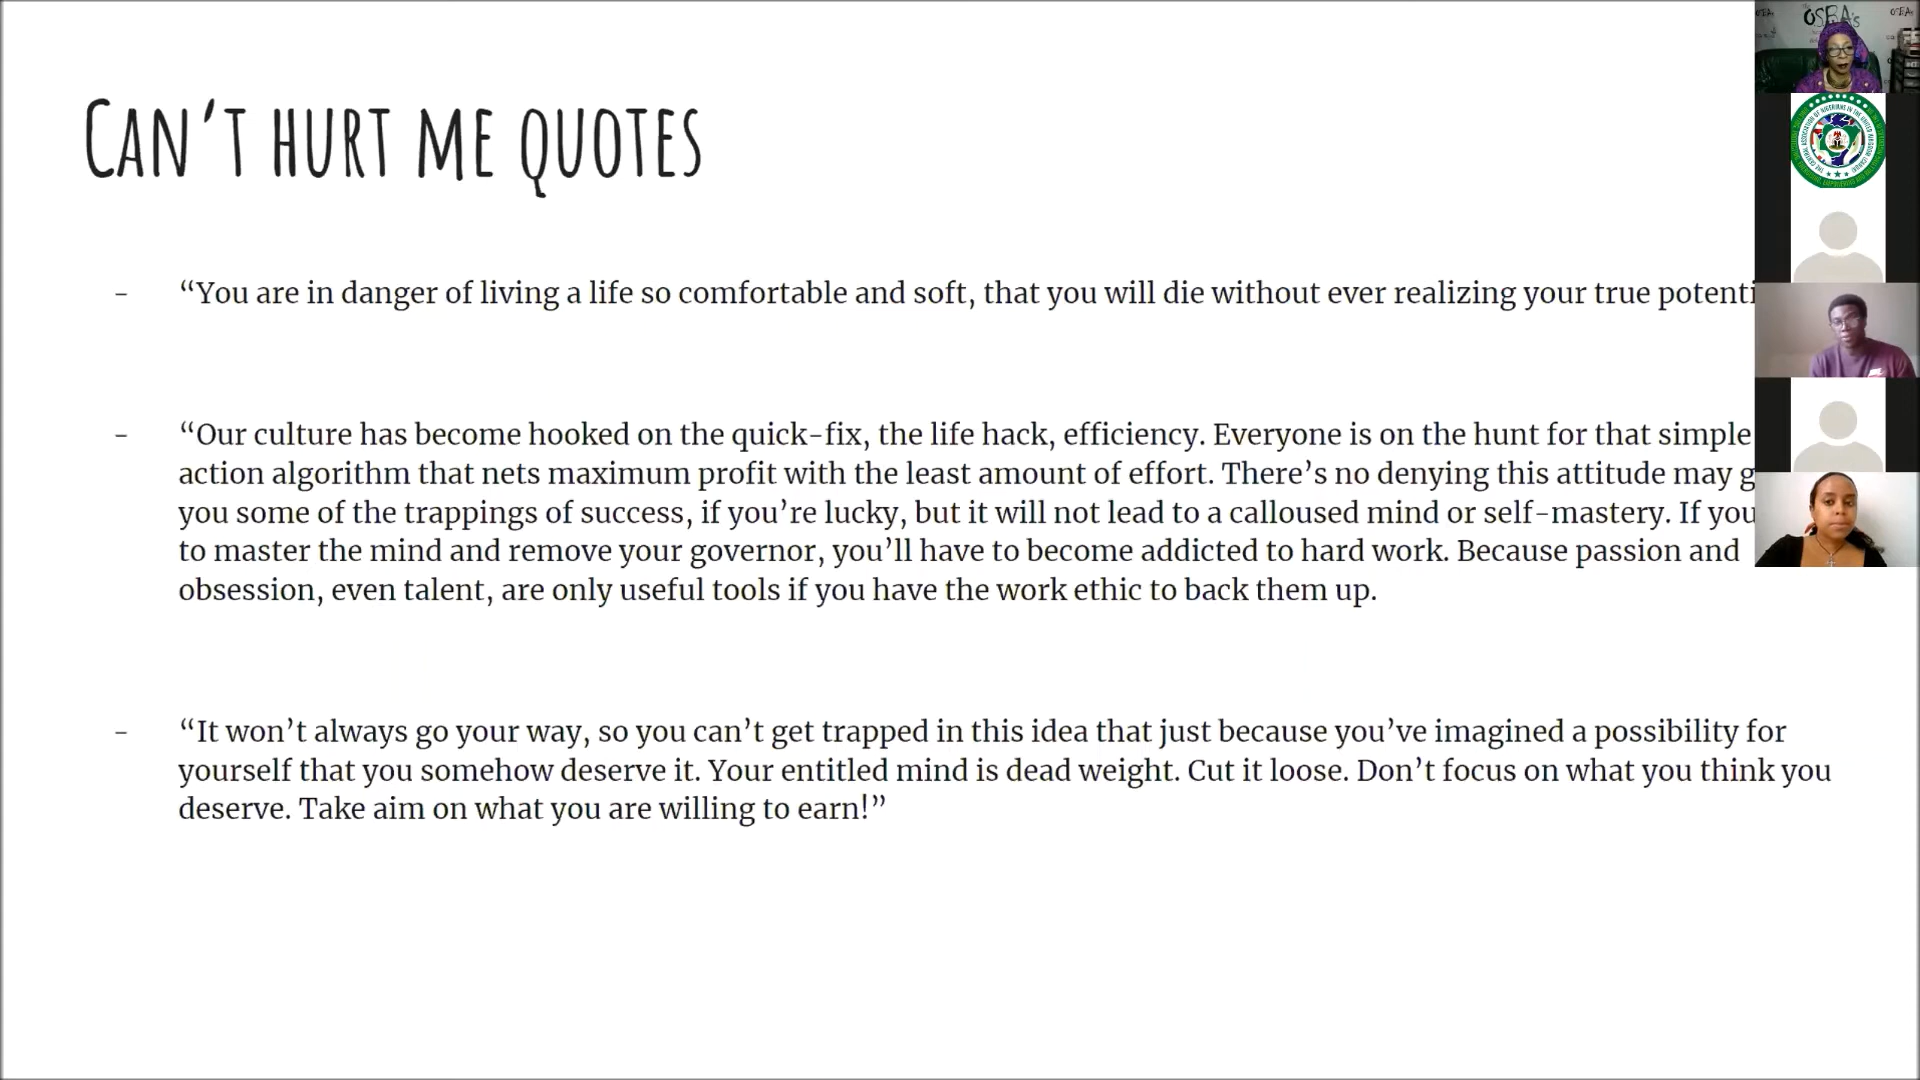 CAN'T HURT ME QUOTES
- “You are in danger of living a life so comfortable and soft, that you will die without ever realizing your true
- “Our culture has become hooked on the quick-fix, the life hack, efficiency. Everyone is on the hunt for that simple
action algorithm that nets maximum profit with the least amount of effort. There’s no denying this attitude may
you some of the trappings of success, if you’re lucky, but it will not lead to a calloused mind or self-mastery. If you
to master the mind and remove your governor, you’ll have to become addicted to hard work. Because passion and
obsession, even talent, are only useful tools if you have the work ethic to back them up.
- “It won’t always go your way, so you can’t get trapped in this idea that just because you’ve imagined a possibility for
yourself that you somehow deserve it. Your entitled mind is dead weight. Cut it loose. Don’t focus on what you think you
deserve. Take aim on what you are willing to earn!”